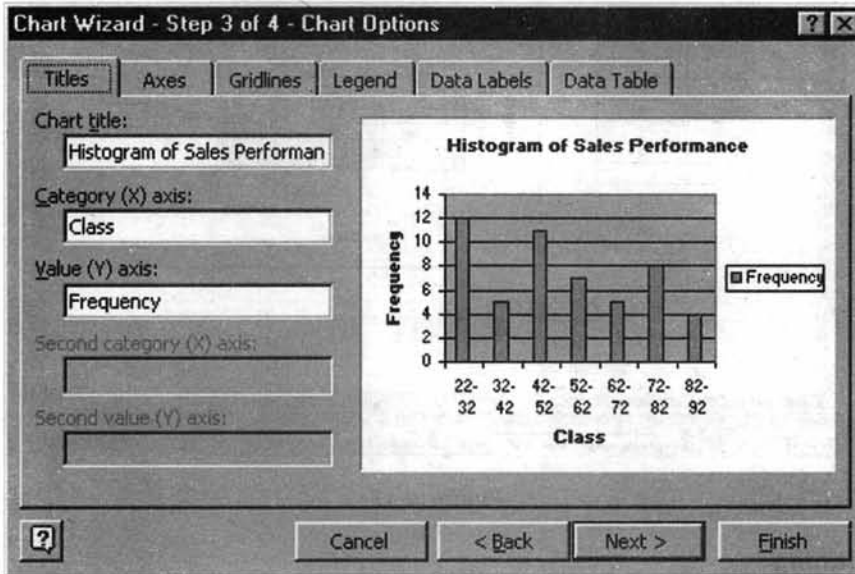 Chart Wizard - Step 3 of 4 - Chart Options
Titles
Axes
Gridlines
Legend
Data Labels
Data Table
Chart title:
Histogram of Sales Performan
Category (X) axis:
Class
Value (Y) axis:
Frequency
Second category (X) axis:
Second value (Y) axis:
Histogram of Sales Performance
Frequency
14
12
10
8
6
4
2
0
22-32
32-42
42-52
52-62
62-72
72-82
82-92
Class
Frequency
Cancel
< Back
Next >
Finish